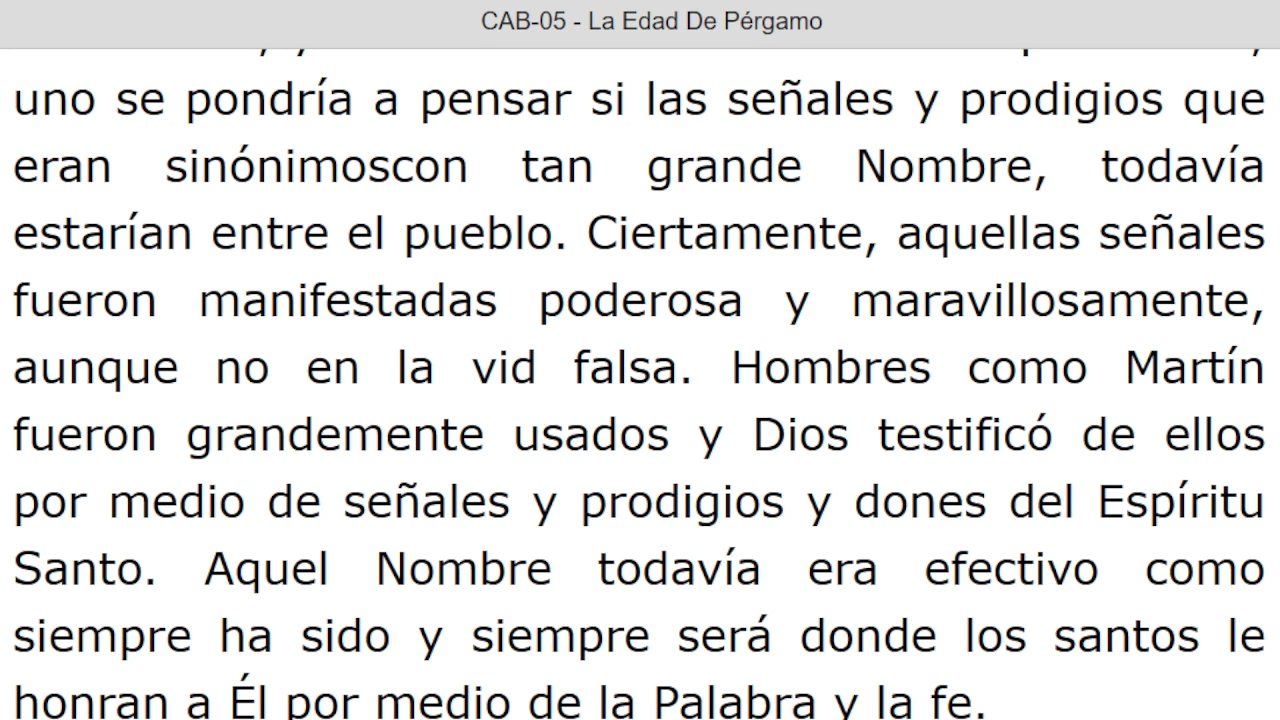 CAB-05 - La Edad De Pérgamo
uno se pondría a pensar si las señales y prodigios que
eran sinónimoscon tan grande Nombre, todavía
estarían entre el pueblo. Ciertamente, aquellas señales
fueron manifestadas poderosa y maravillosamente,
aunque no en la vid falsa. Hombres como Martín
fueron grandemente usados y Dios testificó de ellos
por medio de señales y prodigios y dones del Espíritu
Santo. Aquel Nombre todavía era efectivo como
siempre ha sido y siempre será donde los santos le
honran a Él por medio de la Palabra y la fe.